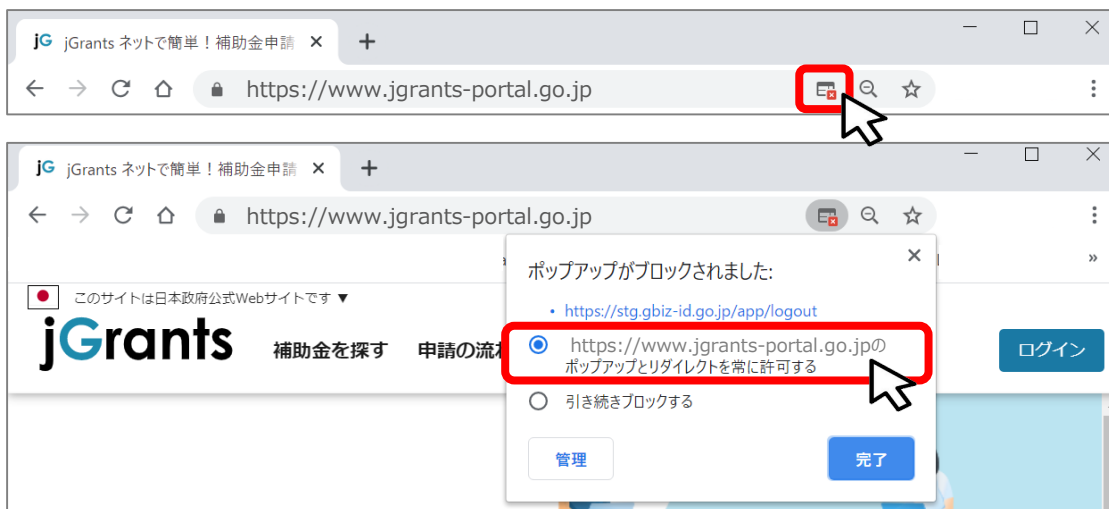 jG jGrants ネットで簡単！補助金申請
https://www.jgrants-portal.go.jp
jG jGrants ネットで簡単！補助金申請
https://www.jgrants-portal.go.jp
ポップアップがブロックされました:
• https://stg.gbiz-id.go.jp/app/logout
https://www.jgrants-portal.go.jpの
ポップアップとリダイレクトを常に許可する
引き続きブロックする
管理
完了
このサイトは日本政府公式Webサイトです ▼
jGrants
補助金を探す
申請の流れ
ログイン